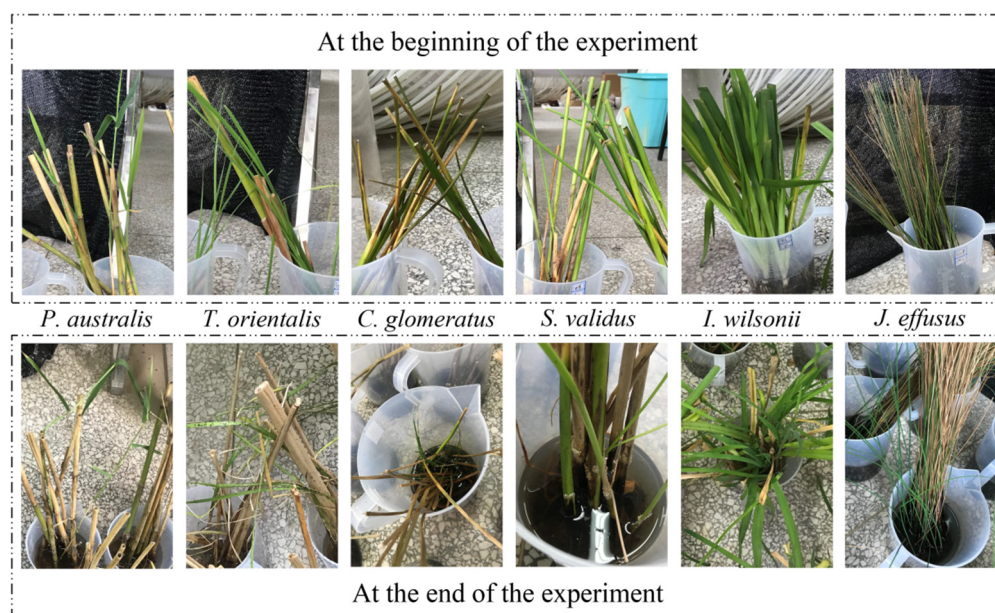 At the beginning of the experiment
P. australis
T. orientalis
C. glomeratus
S. validus
I. wilsonii
J. effusus
At the end of the experiment